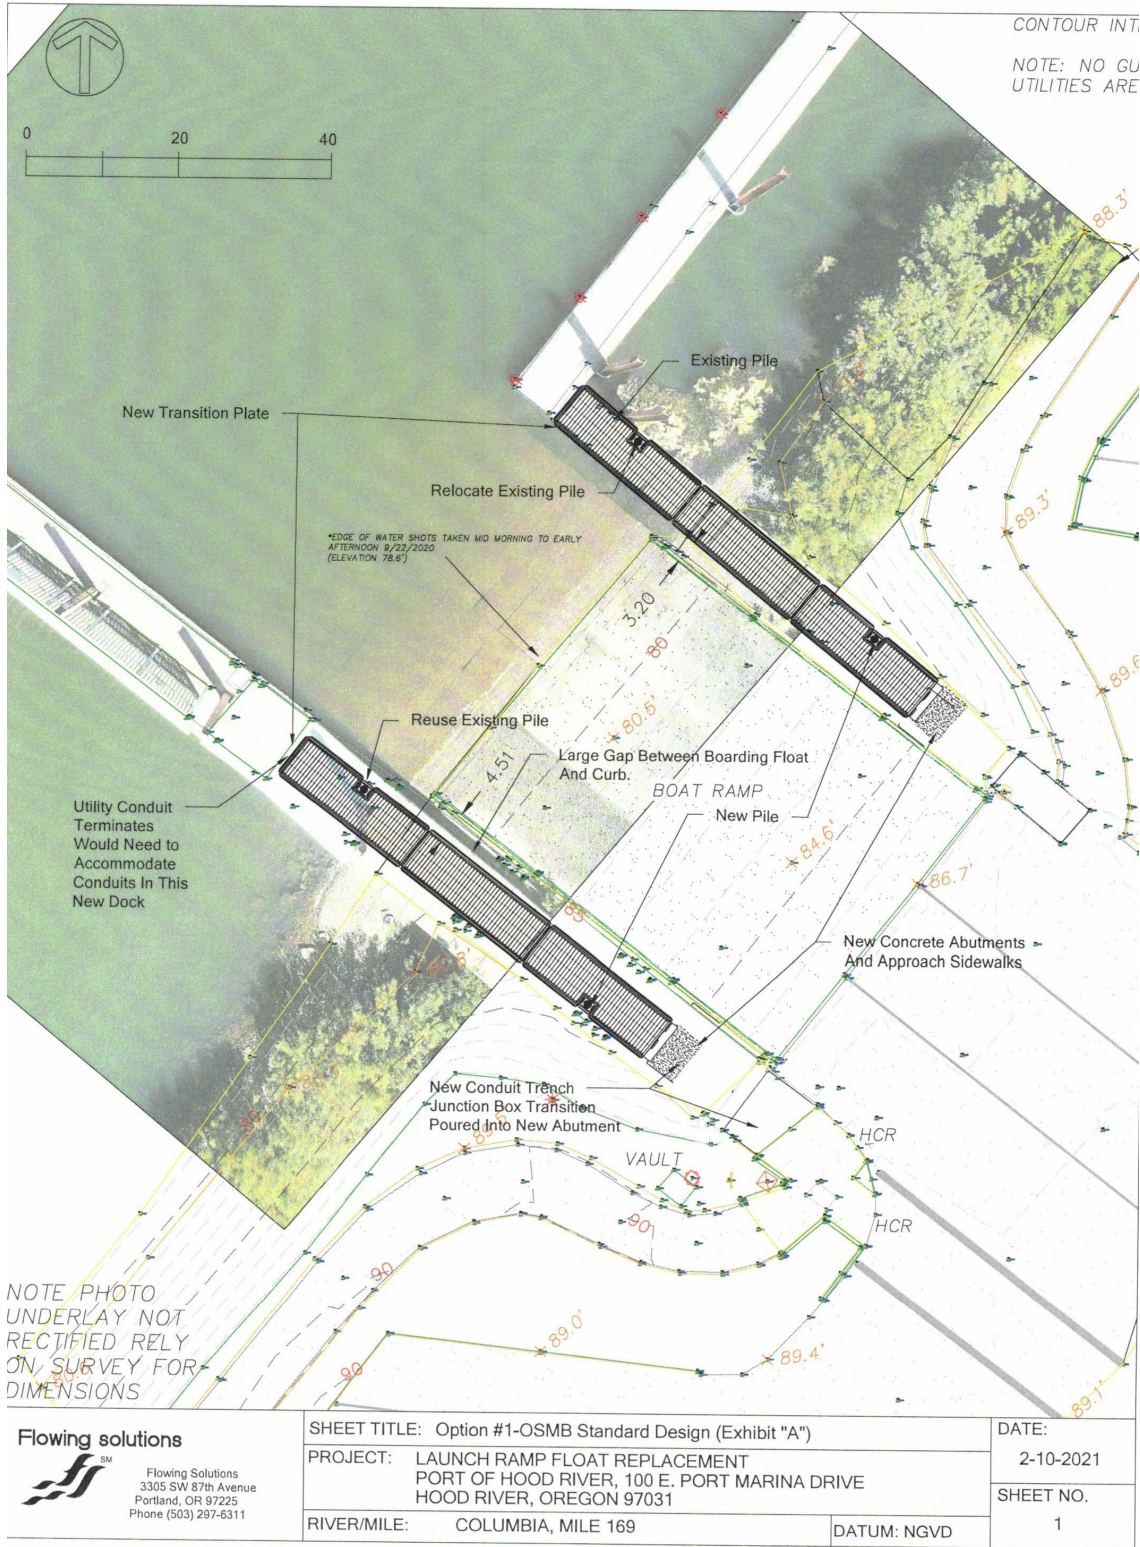 CONTOUR INT
NOTE: NO GU
UTILITIES ARE
0 20 40
88.3'
Existing Pile
New Transition Plate
Relocate Existing Pile
89.3'
*EDGE OF WATER SHOTS TAKEN MID MORNING TO EARLY
AFTERNOON 9/22/2020
(ELEVATION 78.6')
3.20
80
89.6
80.5'
Reuse Existing Pile
4.51
Large Gap Between Boarding Float
And Curb.
BOAT RAMP
New Pile
Utility Conduit
Terminates
Would Need to
Accommodate
Conduits In This
New Dock
84.6'
86.7'
85
New Concrete Abutments
And Approach Sidewalks
80.8'
New Conduit Trench
Junction Box Transition
Poured Into New Abutment
HCR
VAULT
HCR
90
90
NOTE PHOTO
UNDERLAY NOT
RECTIFIED RELY
ON SURVEY FOR
DIMENSIONS
89.0'
89.4'
90
89.1'
Flowing solutions
SM
Flowing Solutions
3305 SW 87th Avenue
Portland, OR 97225
Phone (503) 297-6311
SHEET TITLE: Option #1-OSMB Standard Design (Exhibit "A")
PROJECT: LAUNCH RAMP FLOAT REPLACEMENT
PORT OF HOOD RIVER, 100 E. PORT MARINA DRIVE
HOOD RIVER, OREGON 97031
RIVER/MILE: COLUMBIA, MILE 169
DATUM: NGVD
DATE:
2-10-2021
SHEET NO.
1